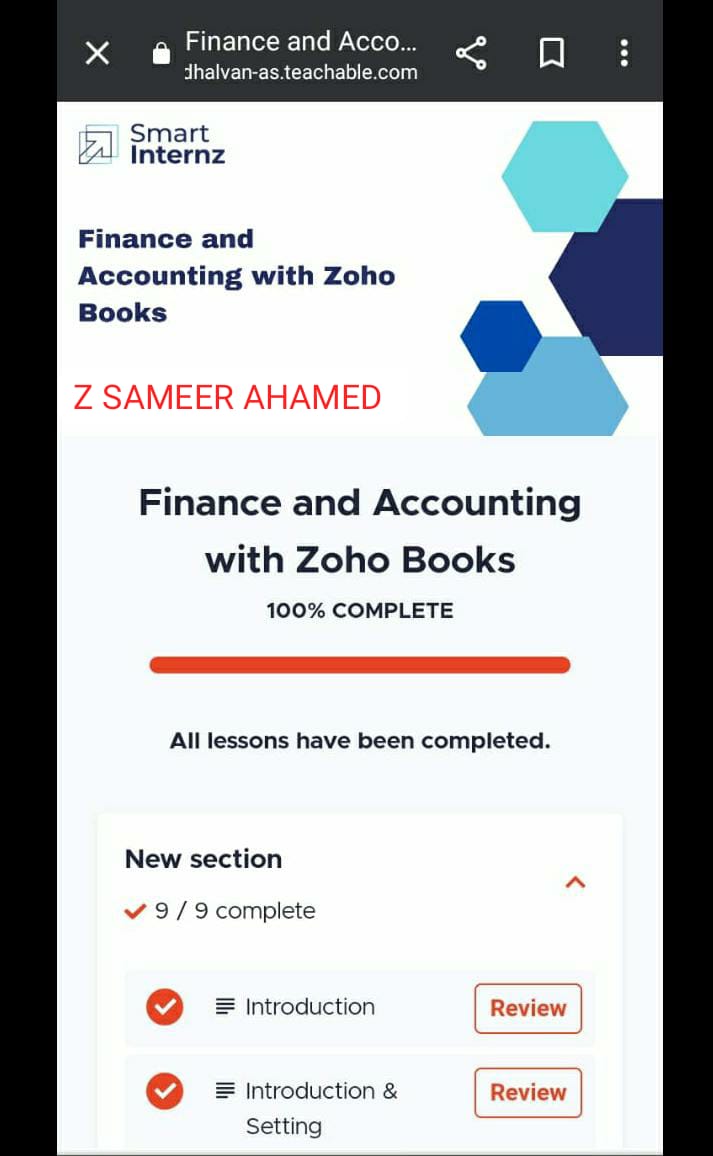 Finance and Acco...
dhalvan-as.teachable.com
Smart
Internz
Finance and
Accounting with Zoho
Books
Z SAMEER AHAMED
Finance and Accounting
with Zoho Books
100% COMPLETE
All lessons have been completed.
New section
9 / 9 complete
Introduction
Review
Introduction &
Setting
Review